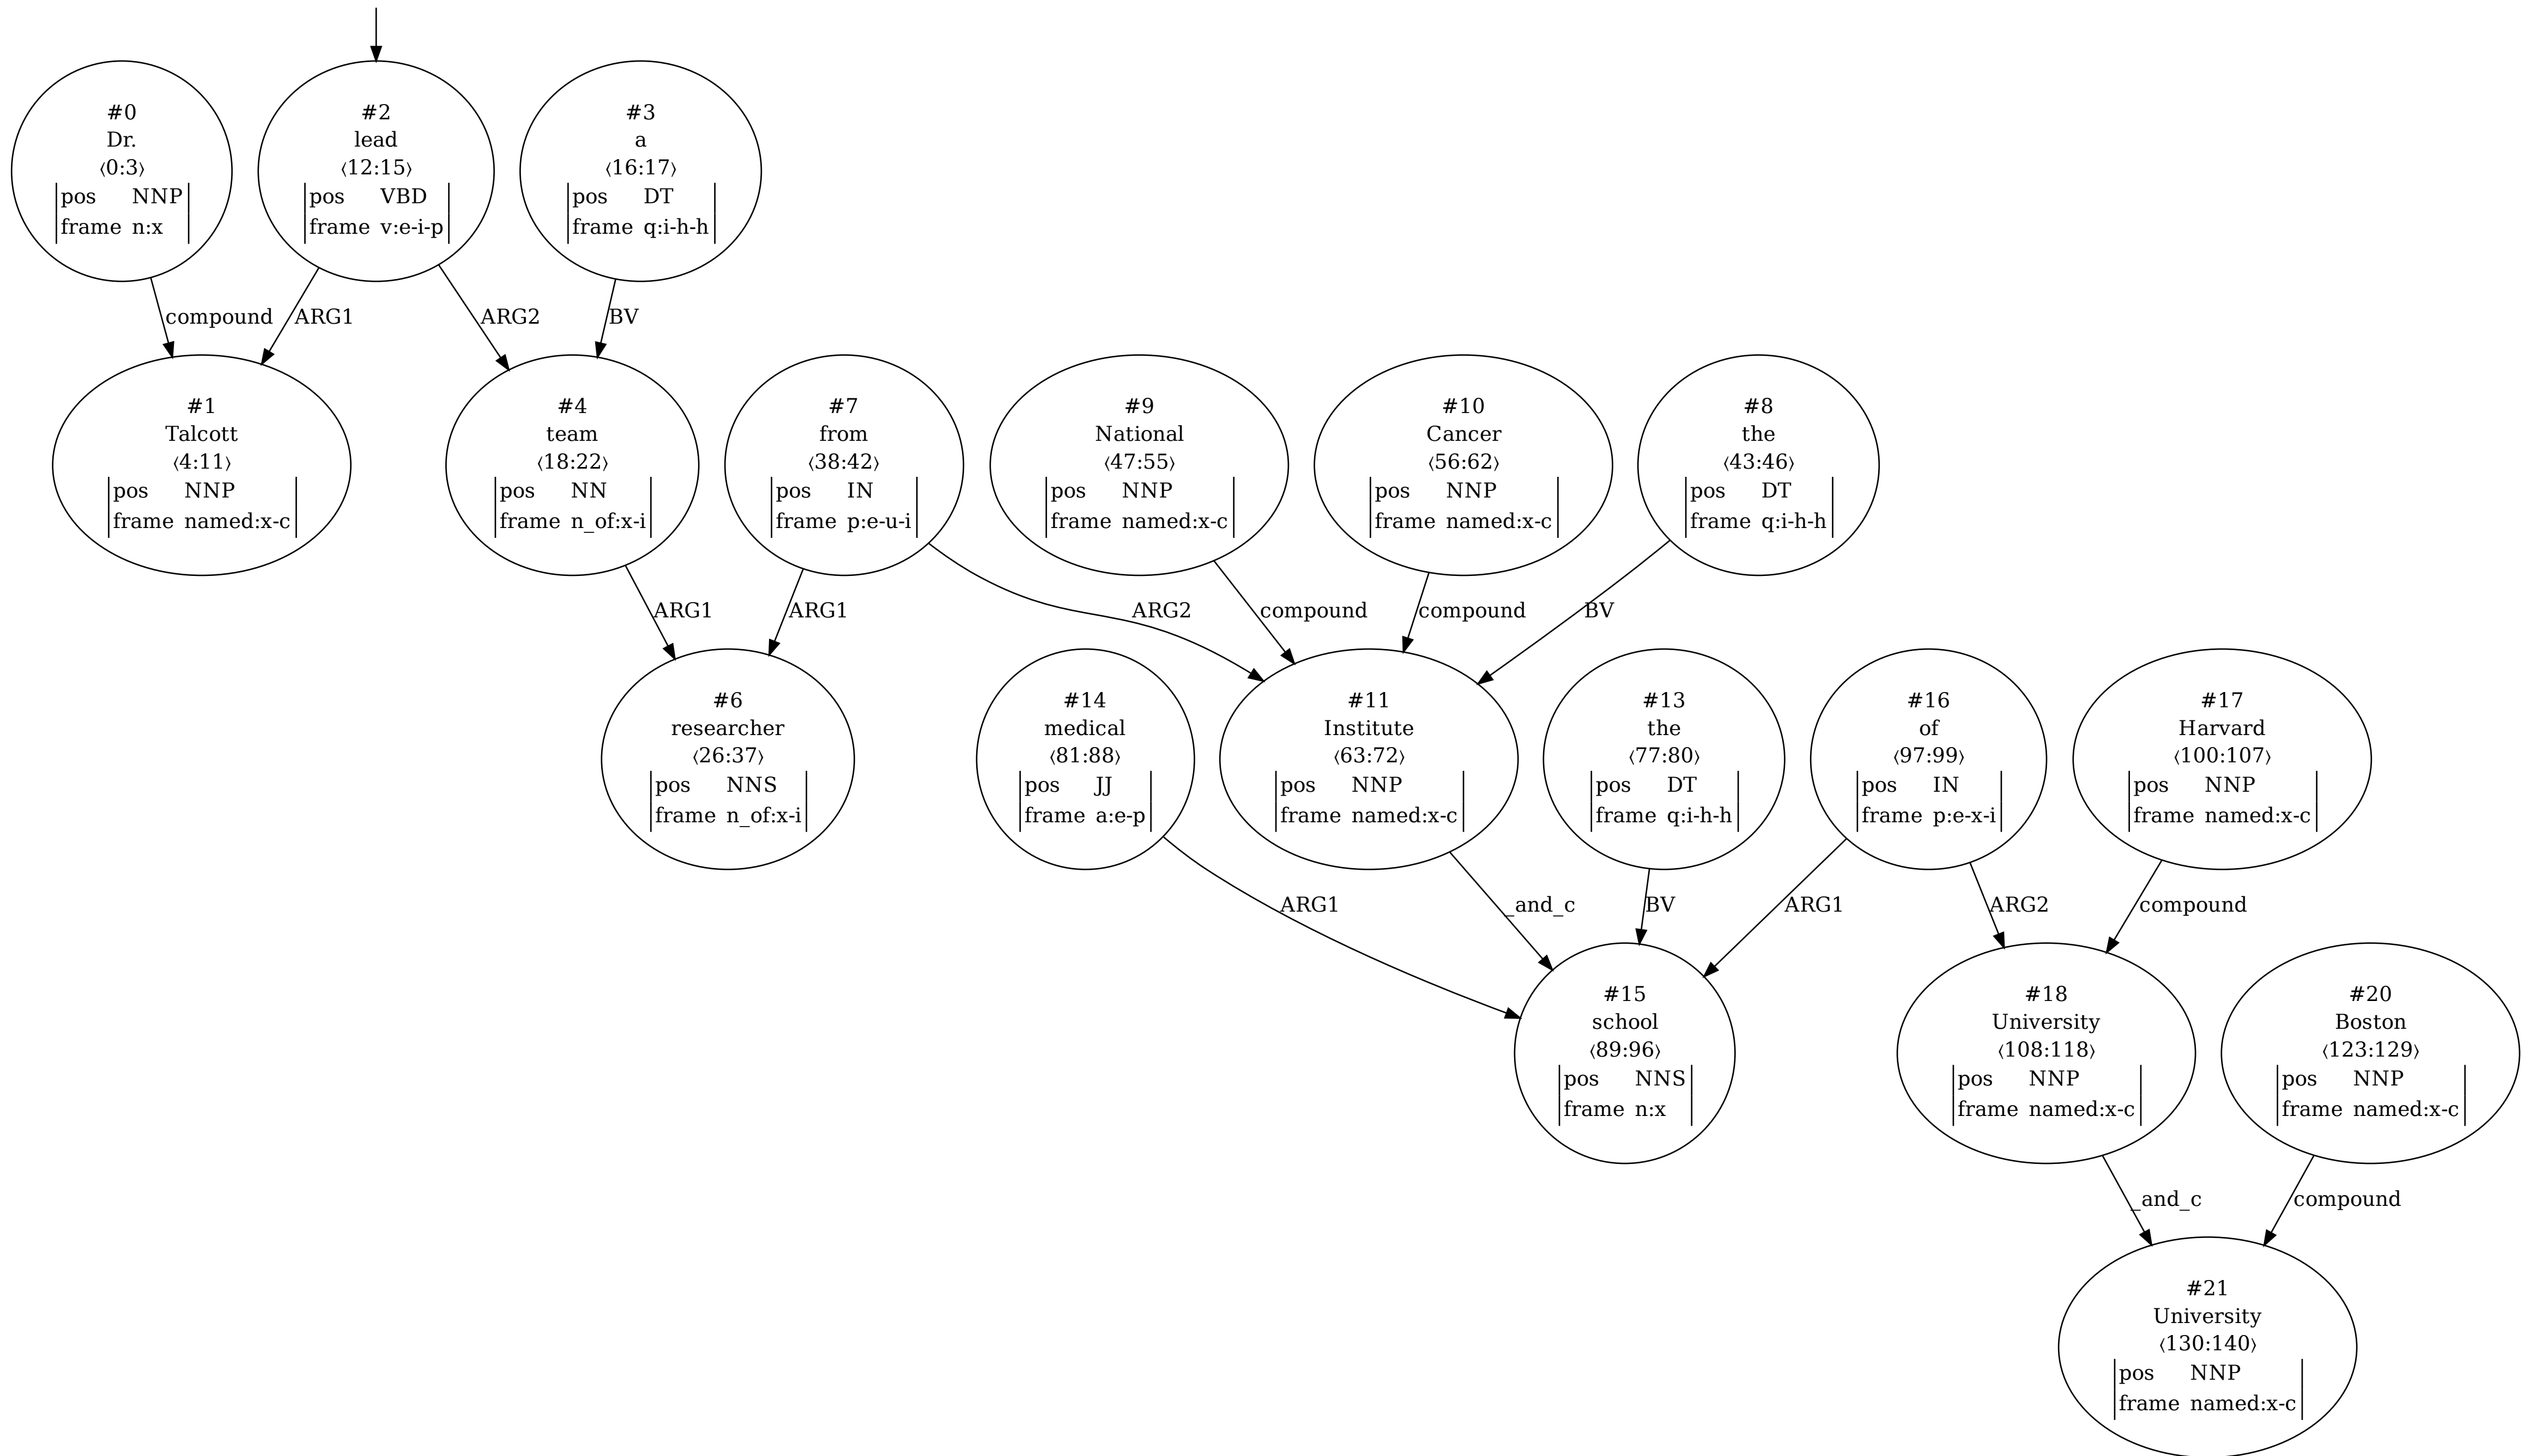 #0
Dr.
⟨0:3⟩
pos NNP
frame n:x
#2
lead
⟨12:15⟩
pos VBD
frame v:e-i-p
#3
a
⟨16:17⟩
pos DT
frame q:i-h-h
compound
ARG1
ARG2
BV
#1
Talcott
⟨4:11⟩
pos NNP
frame named:x-c
#4
team
⟨18:22⟩
pos NN
frame n_of:x-i
#7
from
⟨38:42⟩
pos IN
frame p:e-u-i
#9
National
⟨47:55⟩
pos NNP
frame named:x-c
#10
Cancer
⟨56:62⟩
pos NNP
frame named:x-c
#8
the
⟨43:46⟩
pos DT
frame q:i-h-h
ARG1
ARG1
ARG2
compound
compound
BV
#6
researcher
⟨26:37⟩
pos NNS
frame n_of:x-i
#14
medical
⟨81:88⟩
pos JJ
frame a:e-p
#11
Institute
⟨63:72⟩
pos NNP
frame named:x-c
#13
the
⟨77:80⟩
pos DT
frame q:i-h-h
#16
of
⟨97:99⟩
pos IN
frame p:e-x-i
#17
Harvard
⟨100:107⟩
pos NNP
frame named:x-c
ARG1
_and_c
BV
ARG1
ARG2
compound
#15
school
⟨89:96⟩
pos NNS
frame n:x
#18
University
⟨108:118⟩
pos NNP
frame named:x-c
#20
Boston
⟨123:129⟩
pos NNP
frame named:x-c
_and_c
compound
#21
University
⟨130:140⟩
pos NNP
frame named:x-c